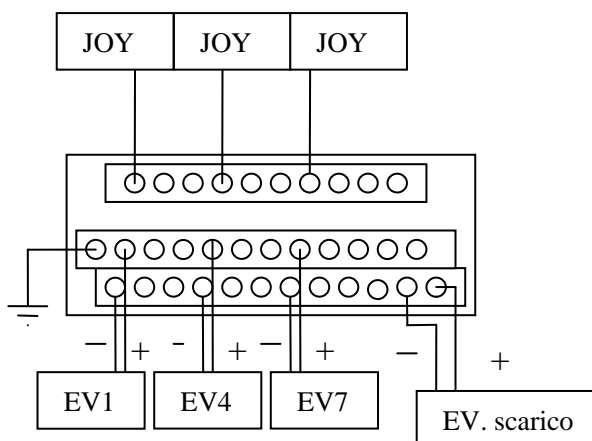 JOY JOY JOY
– + - + – + – +
EV1 EV4 EV7 EV. scarico